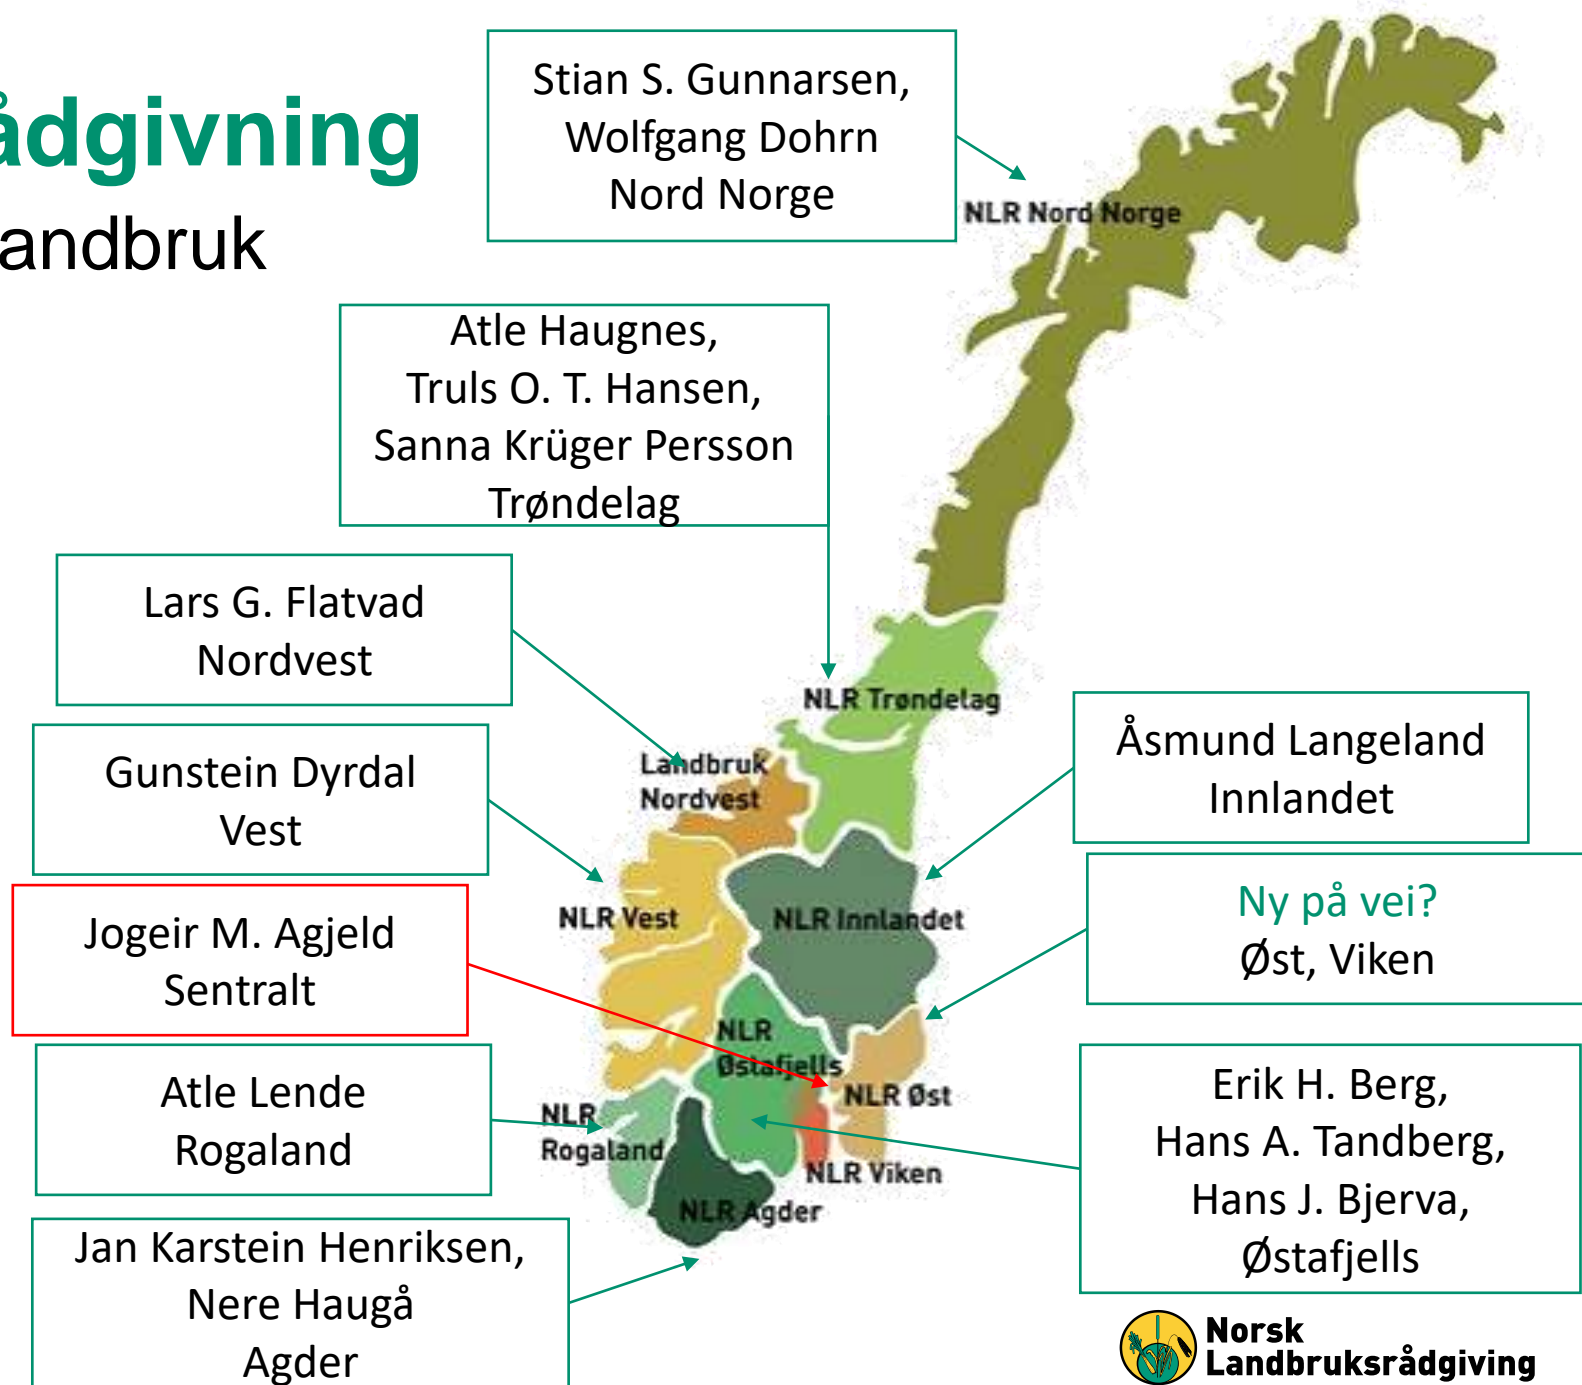 ådgivning
andbruk
Stian S. Gunnarsen,
Wolfgang Dohrn
Nord Norge
NLR Nord Norge
Atle Haugnes,
Truls O. T. Hansen,
Sanna Krüger Persson
Trøndelag
NLR Trøndelag
Lars G. Flatvad
Nordvest
Landbruk
Nordvest
Gunstein Dyrdal
Vest
NLR Vest
Åsmund Langeland
Innlandet
NLR Innlandet
Ny på vei?
Øst, Viken
Jogeir M. Agjeld
Sentralt
NLR
Østafjells
NLR Øst
Atle Lende
Rogaland
NLR
Rogaland
NLR Viken
Erik H. Berg,
Hans A. Tandberg,
Hans J. Bjerva,
Østafjells
NLR Agder
Jan Karstein Henriksen,
Nere Haugå
Agder
Norsk
Landbruksrådgiving